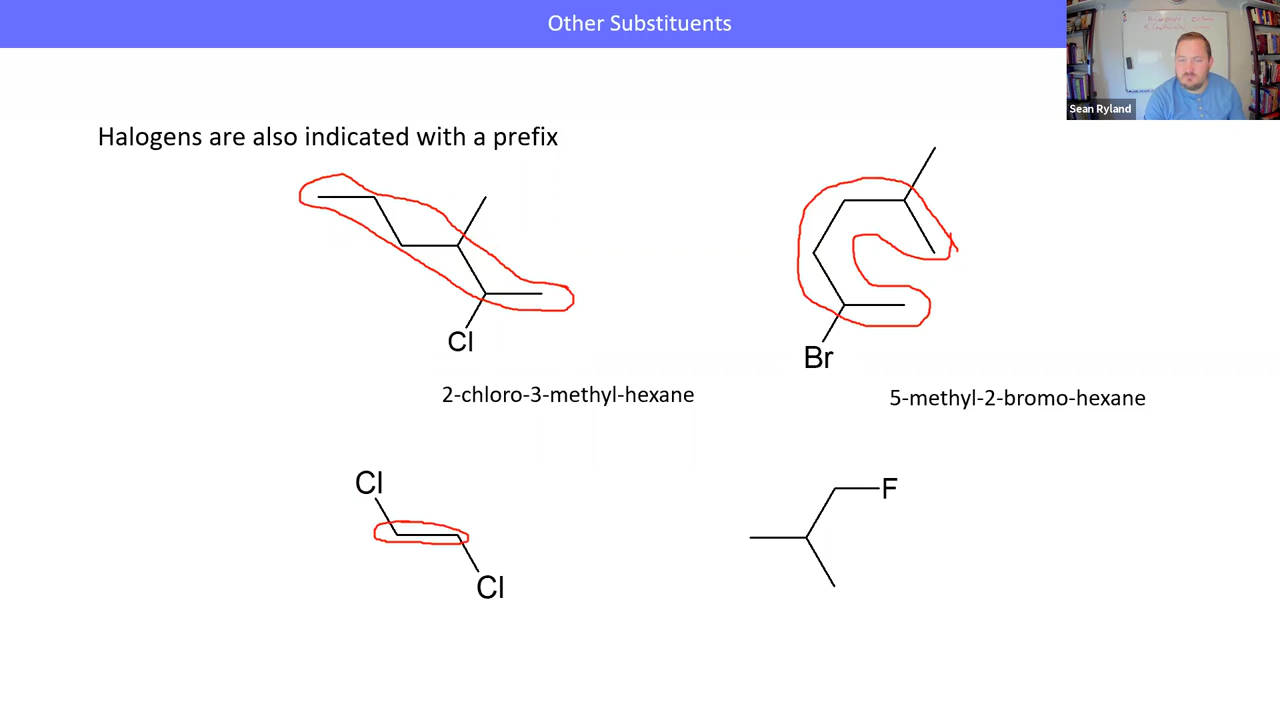 Other Substituents
Sean Ryland
Halogens are also indicated with a prefix
Cl
Br
2-chloro-3-methyl-hexane
5-methyl-2-bromo-hexane
Cl
F
Cl